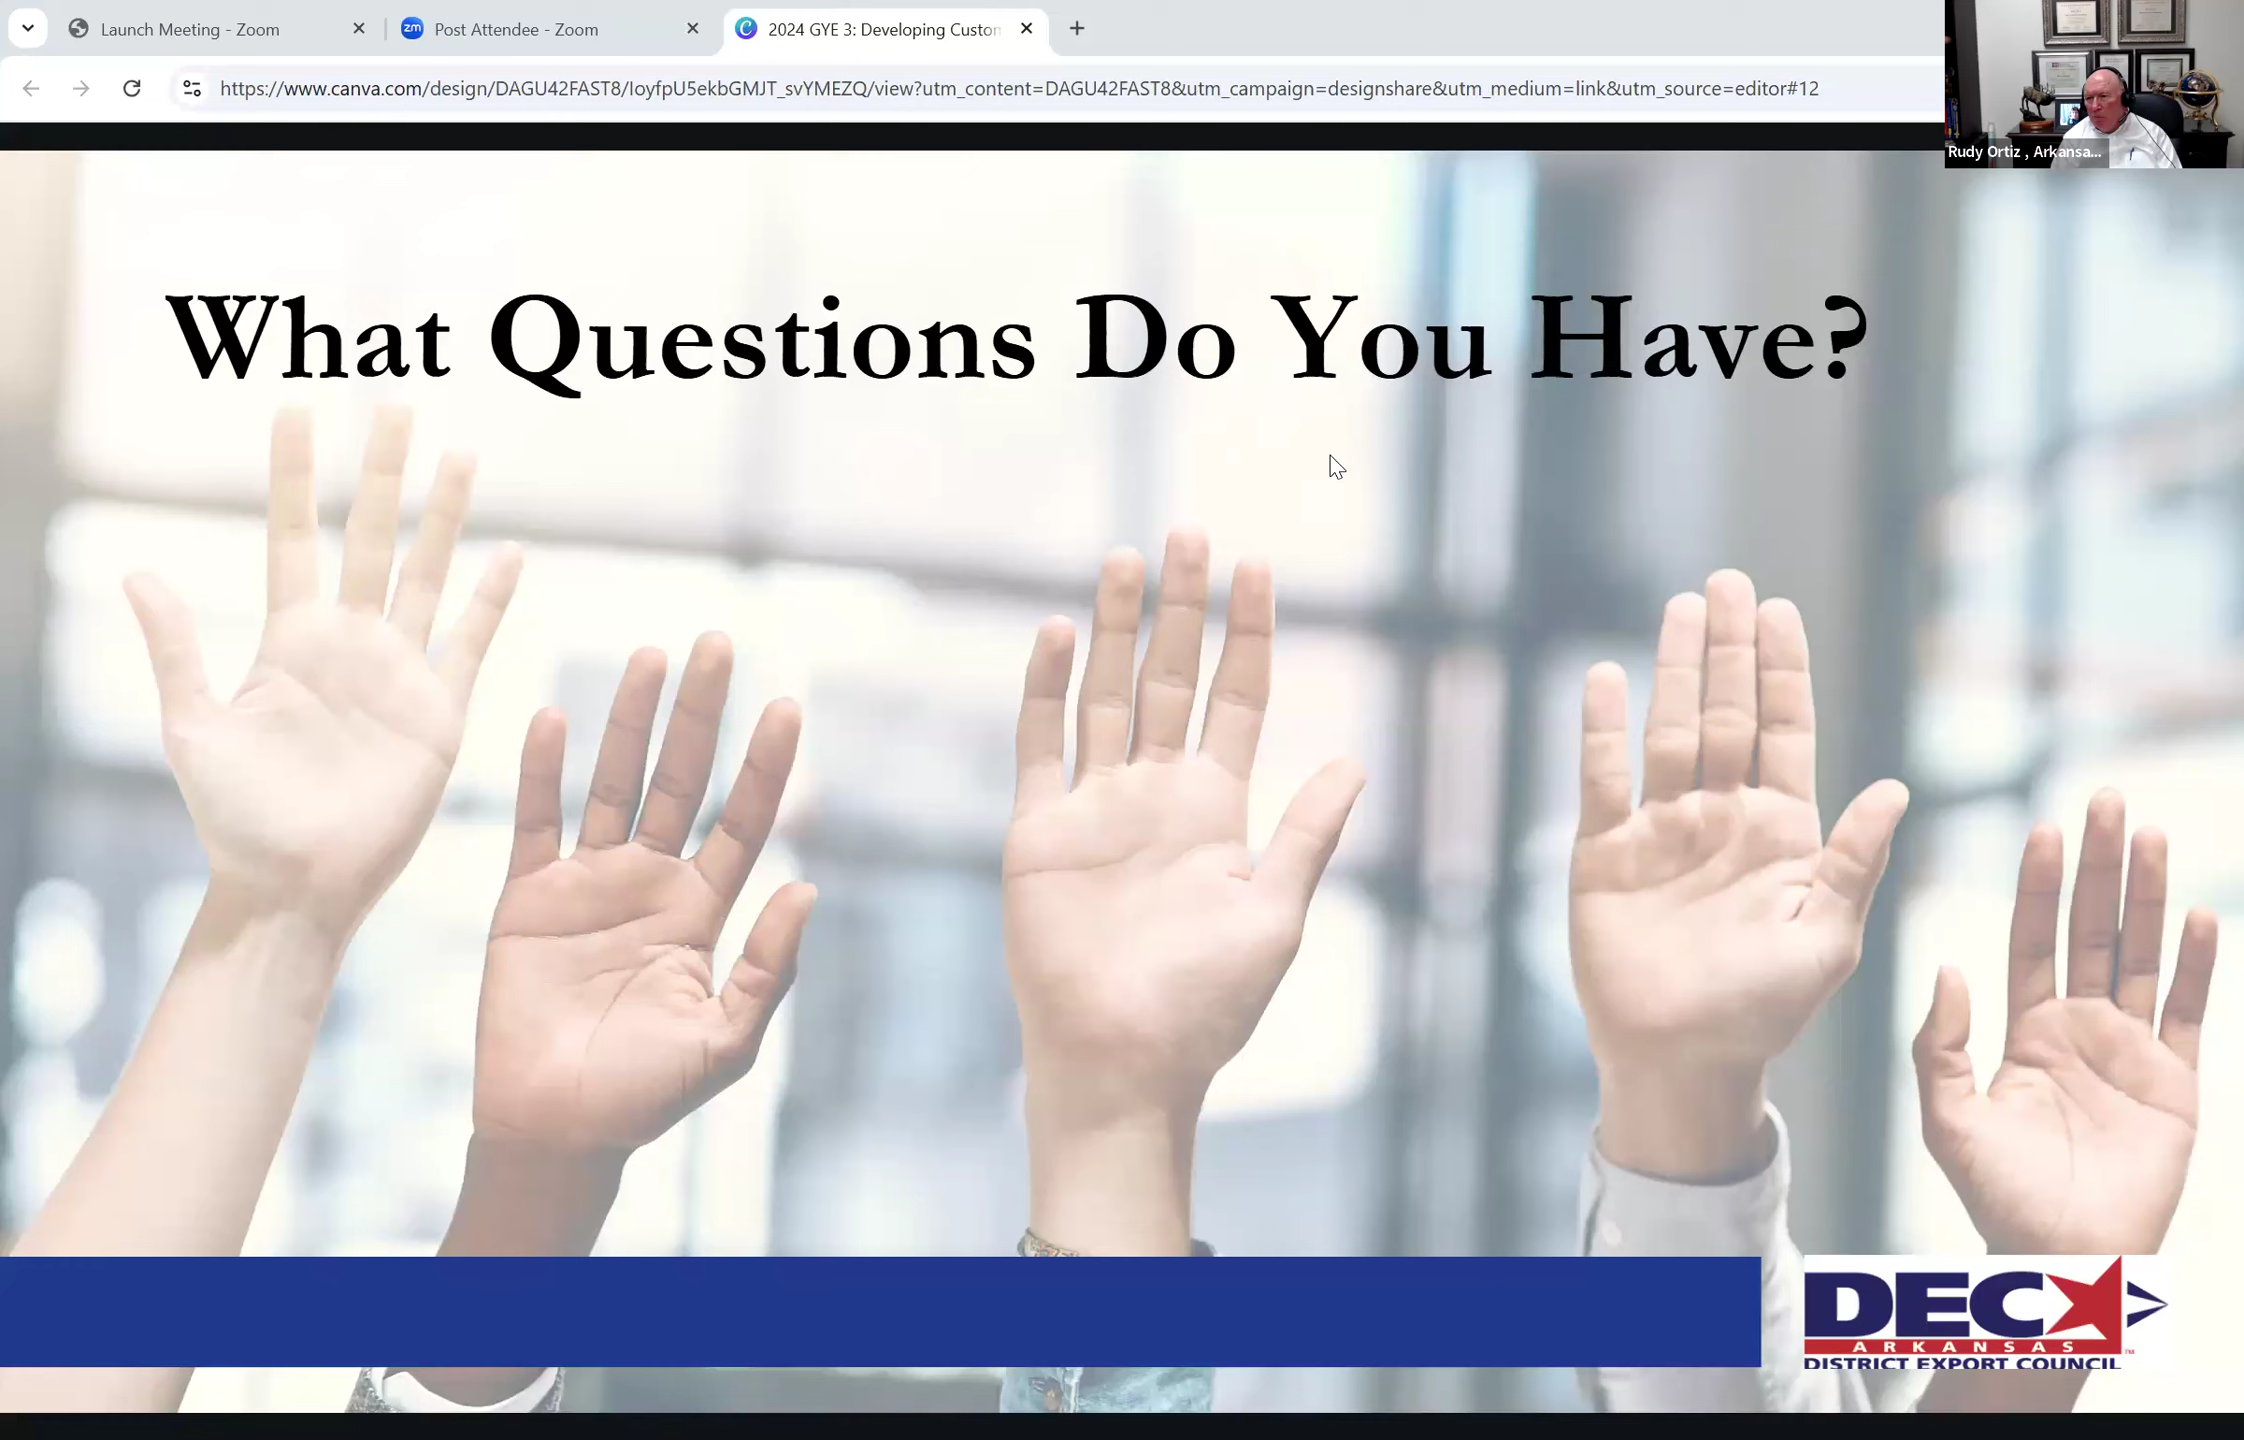 Launch Meeting - Zoom
zm
Post Attendee - Zoom
2024 GYE 3: Developing Custom
https://www.canva.com/design/DAGU42FAST8/IoyfpU5ekbGMJT_svYMEZQ/view?utm_content=DAGU42FAST8&utm_campaign=designshare&utm_medium=link&utm_source=editor#12
Rudy Ortiz , Arkansa...
What Questions Do You Have?
DEC
ARKANSAS
DISTRICT EXPORT COUNCIL